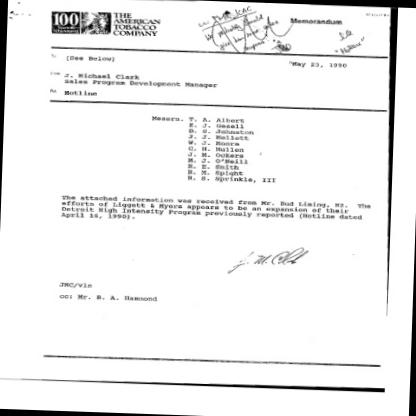 100
THE
AMERICAN
TOBACCO
COMPANY
Memorandum
(See Below)
May 23, 1990
J. Michael Clark
Sales Program Development Manager
Re
Hotline
Messrs. T. A. Albert
E. J. Gesell
D. S. Johnston
J. J. Mellett
W. J. Moore
C. H. Mullen
J. M. Ockers
M. J. O'Neill
R. E. Smith
R. M. Spight
R. S. Sprinkle, III
The attached information was received from Mr. Bud Liming, The
efforts of Liggett & Myers appears to be an expansion of their
Detroit High Intensity Program previously reported (Hotline dated
April 16, 1990).
JMC/vln
cc: Mr. B. A. Hammond